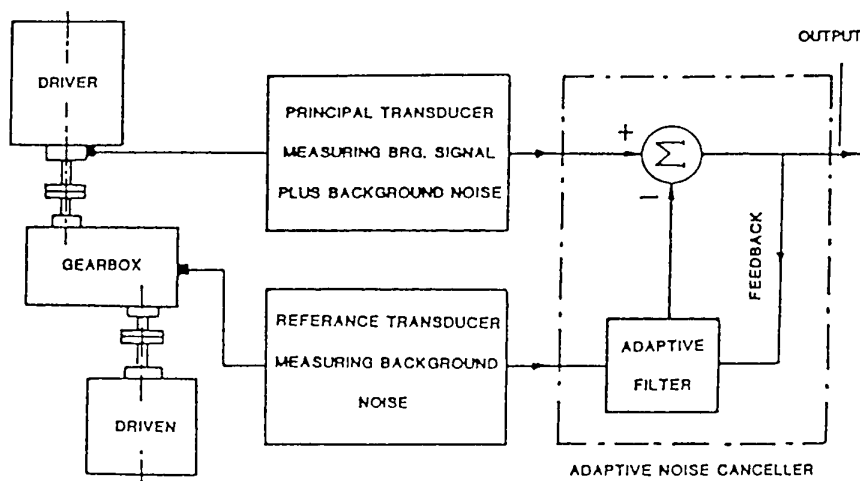 OUTPUT
DRIVER
PRINCIPAL TRANSDUCER
MEASURING BRG. SIGNAL
PLUS BACKGROUND NOISE
+
Σ
−
GEARBOX
FEEDBACK
REFERANCE TRANSDUCER
MEASURING BACKGROUND
NOISE
ADAPTIVE
FILTER
DRIVEN
ADAPTIVE NOISE CANCELLER